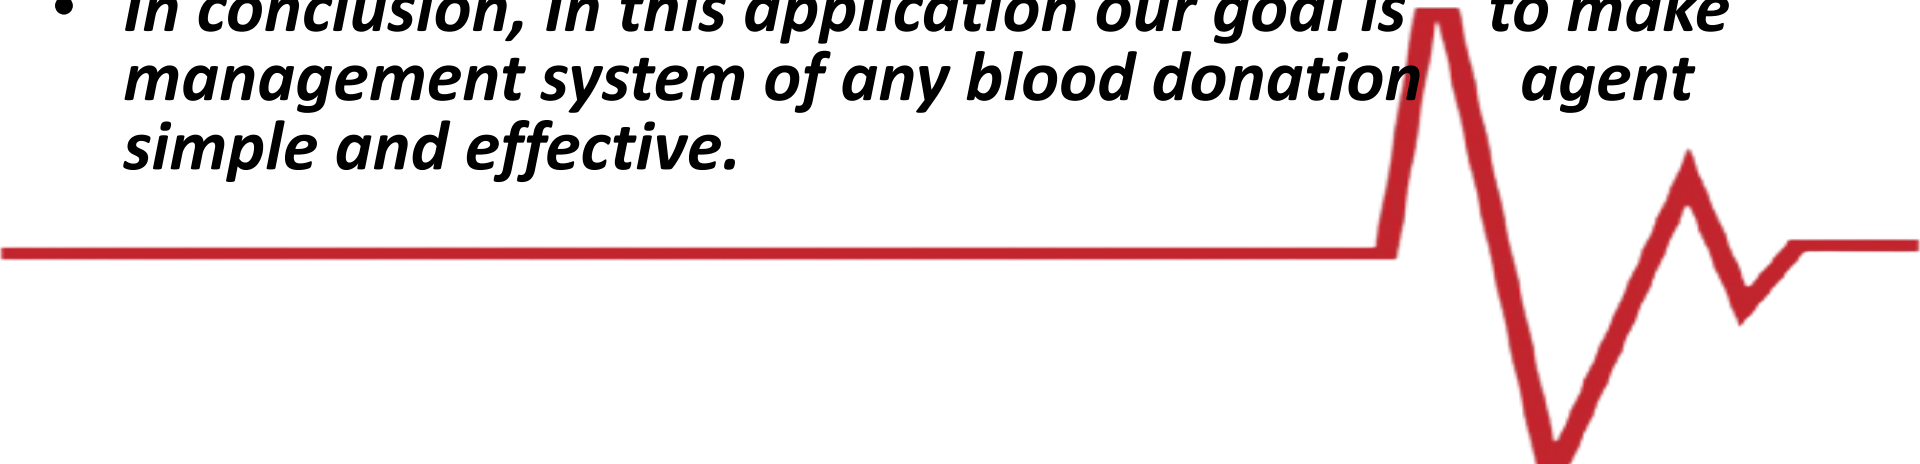 • In conclusion, in this application our goal is to make
management system of any blood donation agent
simple and effective.